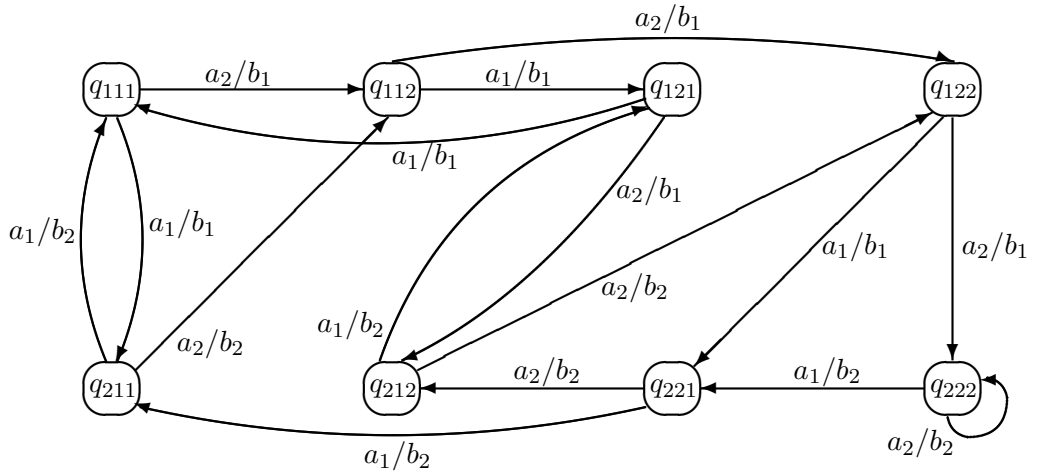 a₂/b₁
q₁₁₁ a₂/b₁ q₁₁₂ a₁/b₁ q₁₂₁ q₁₂₂
a₁/b₁
a₂/b₁
a₁/b₂ a₁/b₁ a₁/b₁ a₂/b₁
a₂/b₂
a₁/b₂
a₂/b₂
q₂₁₁ q₂₁₂ a₂/b₂ q₂₂₁ a₁/b₂ q₂₂₂
a₂/b₂
a₁/b₂